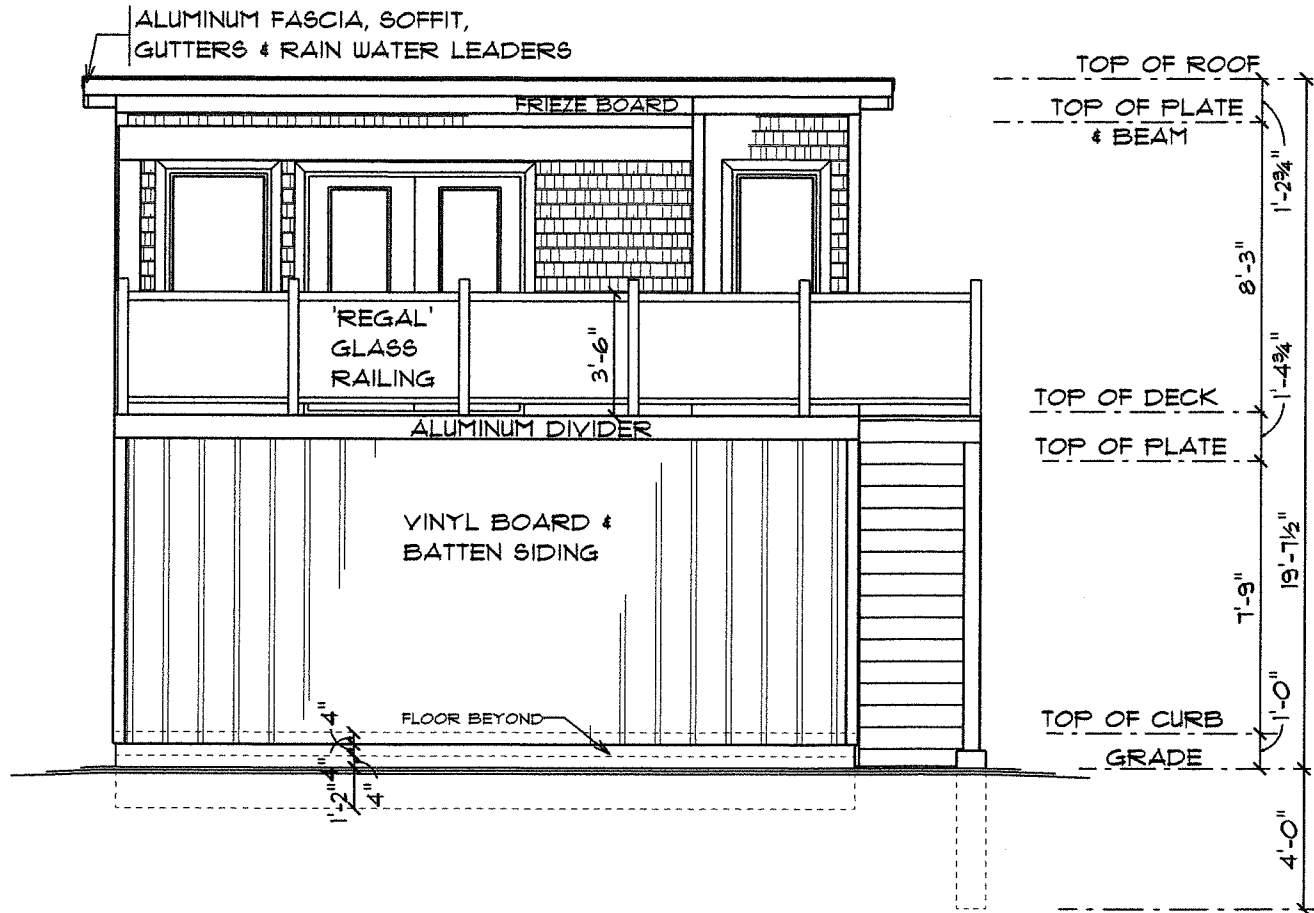 ALUMINUM FASCIA, SOFFIT,
GUTTERS & RAIN WATER LEADERS
TOP OF ROOF
FRIEZE BOARD
TOP OF PLATE
& BEAM
1'-2¾"
8'-3"
'REGAL'
GLASS
RAILING
3'-6"
1'-4¾"
TOP OF DECK
ALUMINUM DIVIDER
TOP OF PLATE
VINYL BOARD &
BATTEN SIDING
19'-7½"
7'-9"
4"
FLOOR BEYOND
TOP OF CURB
1'-0"
GRADE
4"
4"
1'-2"
4'-0"